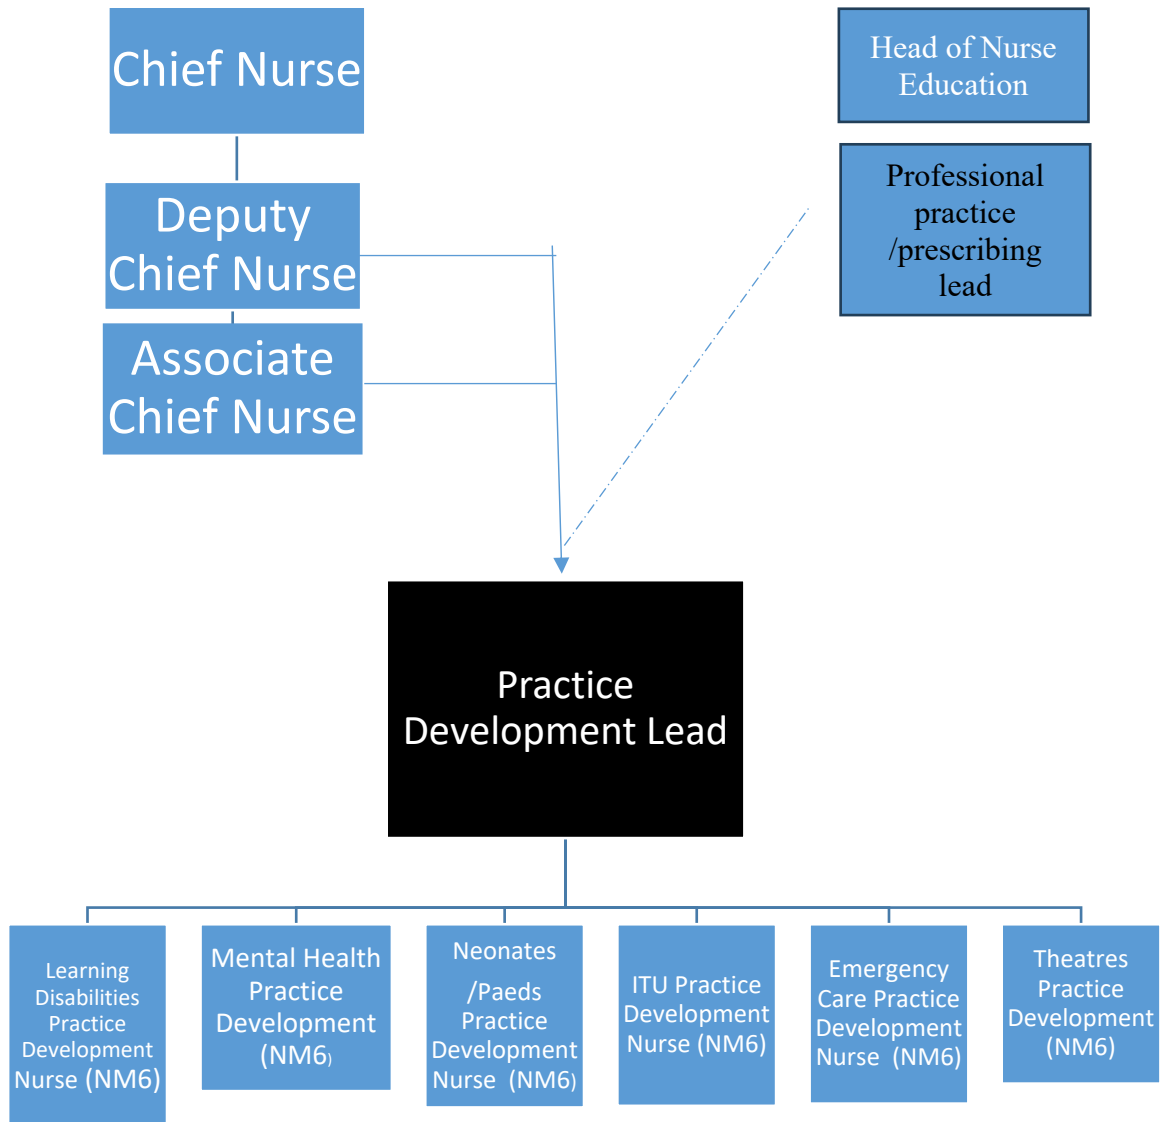 Chief Nurse
Head of Nurse
Education
Deputy
Chief Nurse
Professional
practice
/prescribing
lead
Associate
Chief Nurse
Practice
Development Lead
Learning
Disabilities
Practice
Development
Nurse (NM6)
Mental Health
Practice
Development
(NM6)
Neonates
/Paeds
Practice
Development
Nurse (NM6)
ITU Practice
Development
Nurse (NM6)
Emergency
Care Practice
Development
Nurse (NM6)
Theatres
Practice
Development
(NM6)